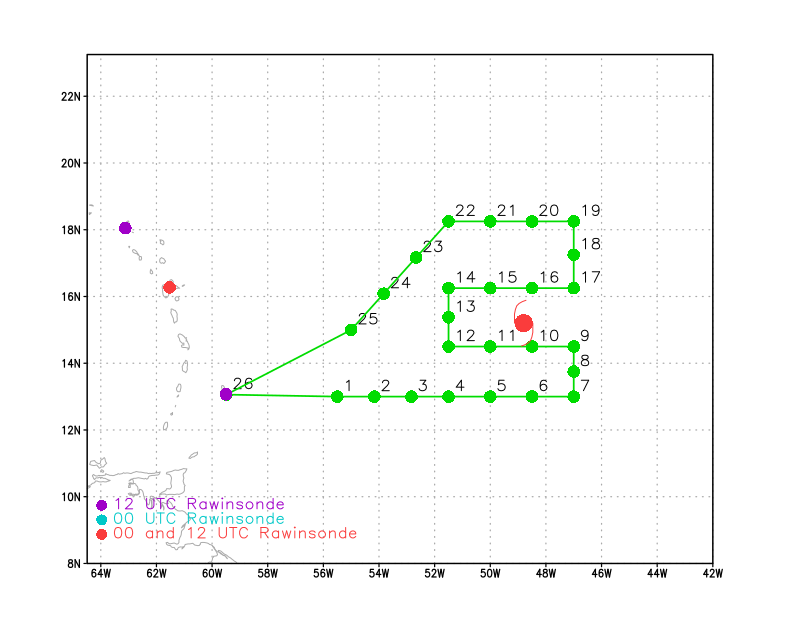 22N
20N
22 21 20 19
18N
23 18
24 14 15 16 17
16N
25 13
12 11 10 9
14N
8
26 1 2 3 4 5 6 7
12N
10N
12 UTC Rawinsonde
00 UTC Rawinsonde
00 and 12 UTC Rawinsonde
8N
64W 62W 60W 58W 56W 54W 52W 50W 48W 46W 44W 42W